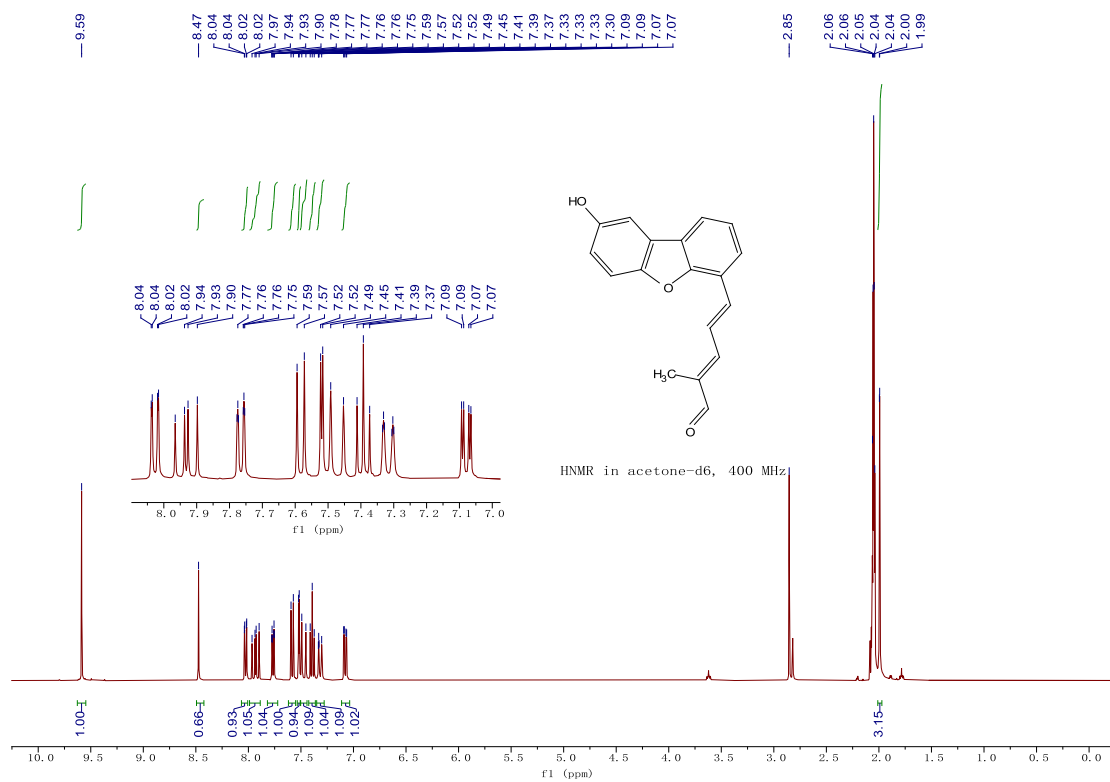 9.59 8.47 8.04 8.04 8.02 8.02 7.97 7.94 7.93 7.90 7.78 7.77 7.77 7.76 7.76 7.75 7.59 7.57 7.52 7.52 7.49 7.45 7.41 7.39 7.37 7.33 7.33 7.33 7.30 7.09 7.09 7.07 7.07 2.85 2.06 2.06 2.05 2.04 2.04 2.00 1.99
HO
O
H₃C
O
8.04 8.04 8.02 8.02 7.94 7.93 7.90 7.77 7.76 7.76 7.75 7.59 7.57 7.52 7.52 7.49 7.45 7.41 7.39 7.37 7.09 7.09 7.07 7.07
HNMR in acetone-d6, 400 MHz
8.0 7.9 7.8 7.7 7.6 7.5 7.4 7.3 7.2 7.1 7.0
f1 (ppm)
1.00 0.66 0.93 1.05 1.04 1.00 0.94 1.09 1.04 1.09 1.02 3.15
10.0 9.5 9.0 8.5 8.0 7.5 7.0 6.5 6.0 5.5 5.0 4.5 4.0 3.5 3.0 2.5 2.0 1.5 1.0 0.5 0.0
f1 (ppm)